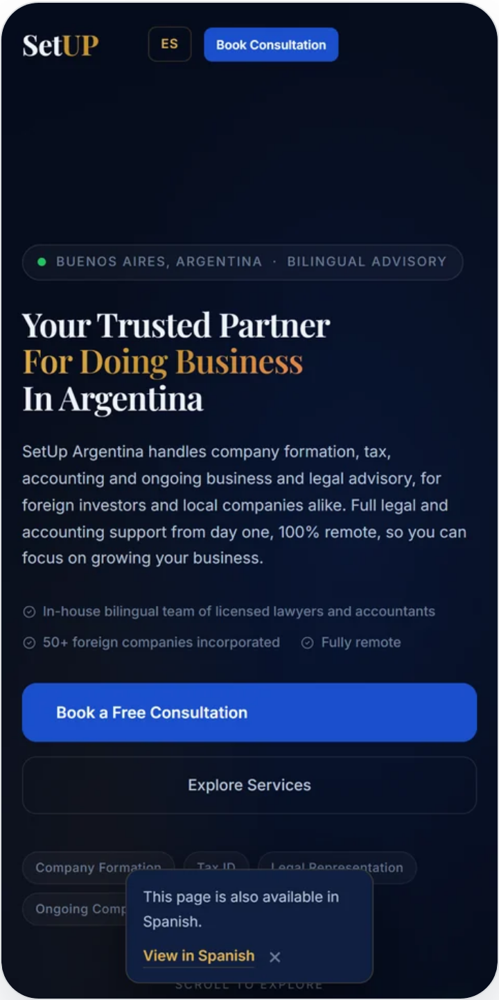 SetUP
ES
Book Consultation
BUENOS AIRES, ARGENTINA · BILINGUAL ADVISORY
Your Trusted Partner
For Doing Business
In Argentina
SetUp Argentina handles company formation, tax,
accounting and ongoing business and legal advisory, for
foreign investors and local companies alike. Full legal and
accounting support from day one, 100% remote, so you can
focus on growing your business.
In-house bilingual team of licensed lawyers and accountants
50+ foreign companies incorporated
Fully remote
Book a Free Consultation
Explore Services
Company Formation
Tax ID
Legal Representation
Ongoing
This page is also available in
Spanish.
View in Spanish
SCROLL TO EXPLORE